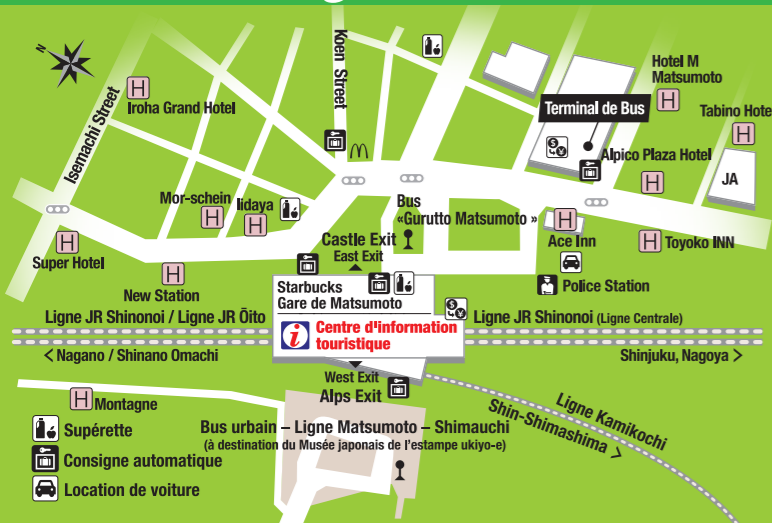 N
Koen Street
Isemachi Street
Iroha Grand Hotel
Hotel M
Matsumoto
Terminal de Bus
Tabino Hote
Alpico Plaza Hotel
JA
Mor-schein
Iidaya
Bus
«Gurutto Matsumoto »
Castle Exit
East Exit
Ace Inn
Toyoko INN
Super Hotel
New Station
Police Station
Starbucks
Gare de Matsumoto
Centre d'information
touristique
Ligne JR Shinonoi / Ligne JR Ōito
Ligne JR Shinonoi (Ligne Centrale)
< Nagano / Shinano Omachi
Shinjuku, Nagoya >
West Exit
Alps Exit
H Montagne
Ligne Kamikochi
Shin-Shimashima >
Bus urbain – Ligne Matsumoto – Shimauchi
(à destination du Musée japonais de l'estampe ukiyo-e)
Supérette
Consigne automatique
Location de voiture